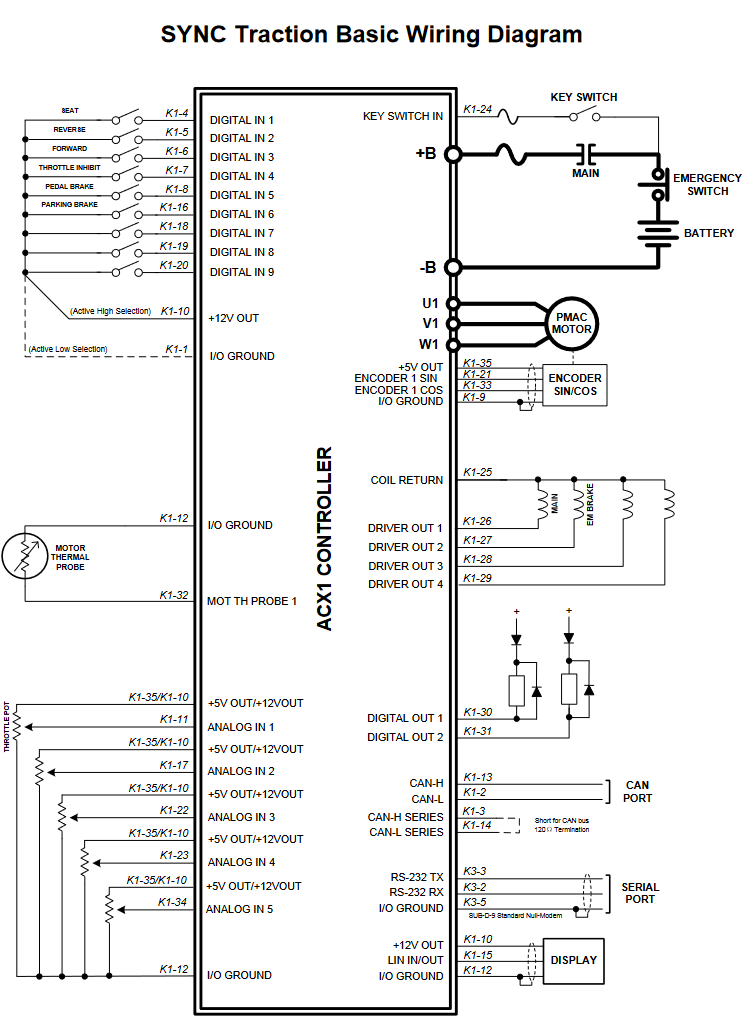 SYNC Traction Basic Wiring Diagram
SEAT K1-4 DIGITAL IN 1
REVERSE K1-5 DIGITAL IN 2
FORWARD K1-6 DIGITAL IN 3
THROTTLE INHIBIT K1-7 DIGITAL IN 4
PEDAL BRAKE K1-8 DIGITAL IN 5
PARKING BRAKE K1-16 DIGITAL IN 6
K1-18 DIGITAL IN 7
K1-19 DIGITAL IN 8
K1-20 DIGITAL IN 9
(Active High Selection) K1-10 +12V OUT
(Active Low Selection) K1-1 I/O GROUND
K1-12 I/O GROUND
MOTOR
THERMAL
PROBE
K1-32 MOT TH PROBE 1
THROTTLE POT
K1-35/K1-10 +5V OUT/+12VOUT
K1-11 ANALOG IN 1
K1-35/K1-10 +5V OUT/+12VOUT
K1-17 ANALOG IN 2
K1-35/K1-10 +5V OUT/+12VOUT
K1-22 ANALOG IN 3
K1-35/K1-10 +5V OUT/+12VOUT
K1-23 ANALOG IN 4
K1-35/K1-10 +5V OUT/+12VOUT
K1-34 ANALOG IN 5
K1-12 I/O GROUND
ACX1 CONTROLLER
KEY SWITCH IN K1-24 KEY SWITCH
+B MAIN
EMERGENCY
SWITCH
BATTERY
-B
U1
V1
W1
PMAC
MOTOR
+5V OUT K1-35
ENCODER 1 SIN K1-21
ENCODER 1 COS K1-33
I/O GROUND K1-9
ENCODER
SIN/COS
COIL RETURN K1-25
MAIN
EM BRAKE
DRIVER OUT 1 K1-26
DRIVER OUT 2 K1-27
DRIVER OUT 3 K1-28
DRIVER OUT 4 K1-29
+ +
DIGITAL OUT 1 K1-30
DIGITAL OUT 2 K1-31
CAN-H K1-13
CAN-L K1-2
CAN
PORT
CAN-H SERIES K1-3
CAN-L SERIES K1-14
Short for CAN bus
120 Ω Termination
RS-232 TX K3-3
RS-232 RX K3-2
I/O GROUND K3-5
SUB-D-9 Standard Null-Modem
SERIAL
PORT
+12V OUT K1-10
LIN IN/OUT K1-15
I/O GROUND K1-12
DISPLAY